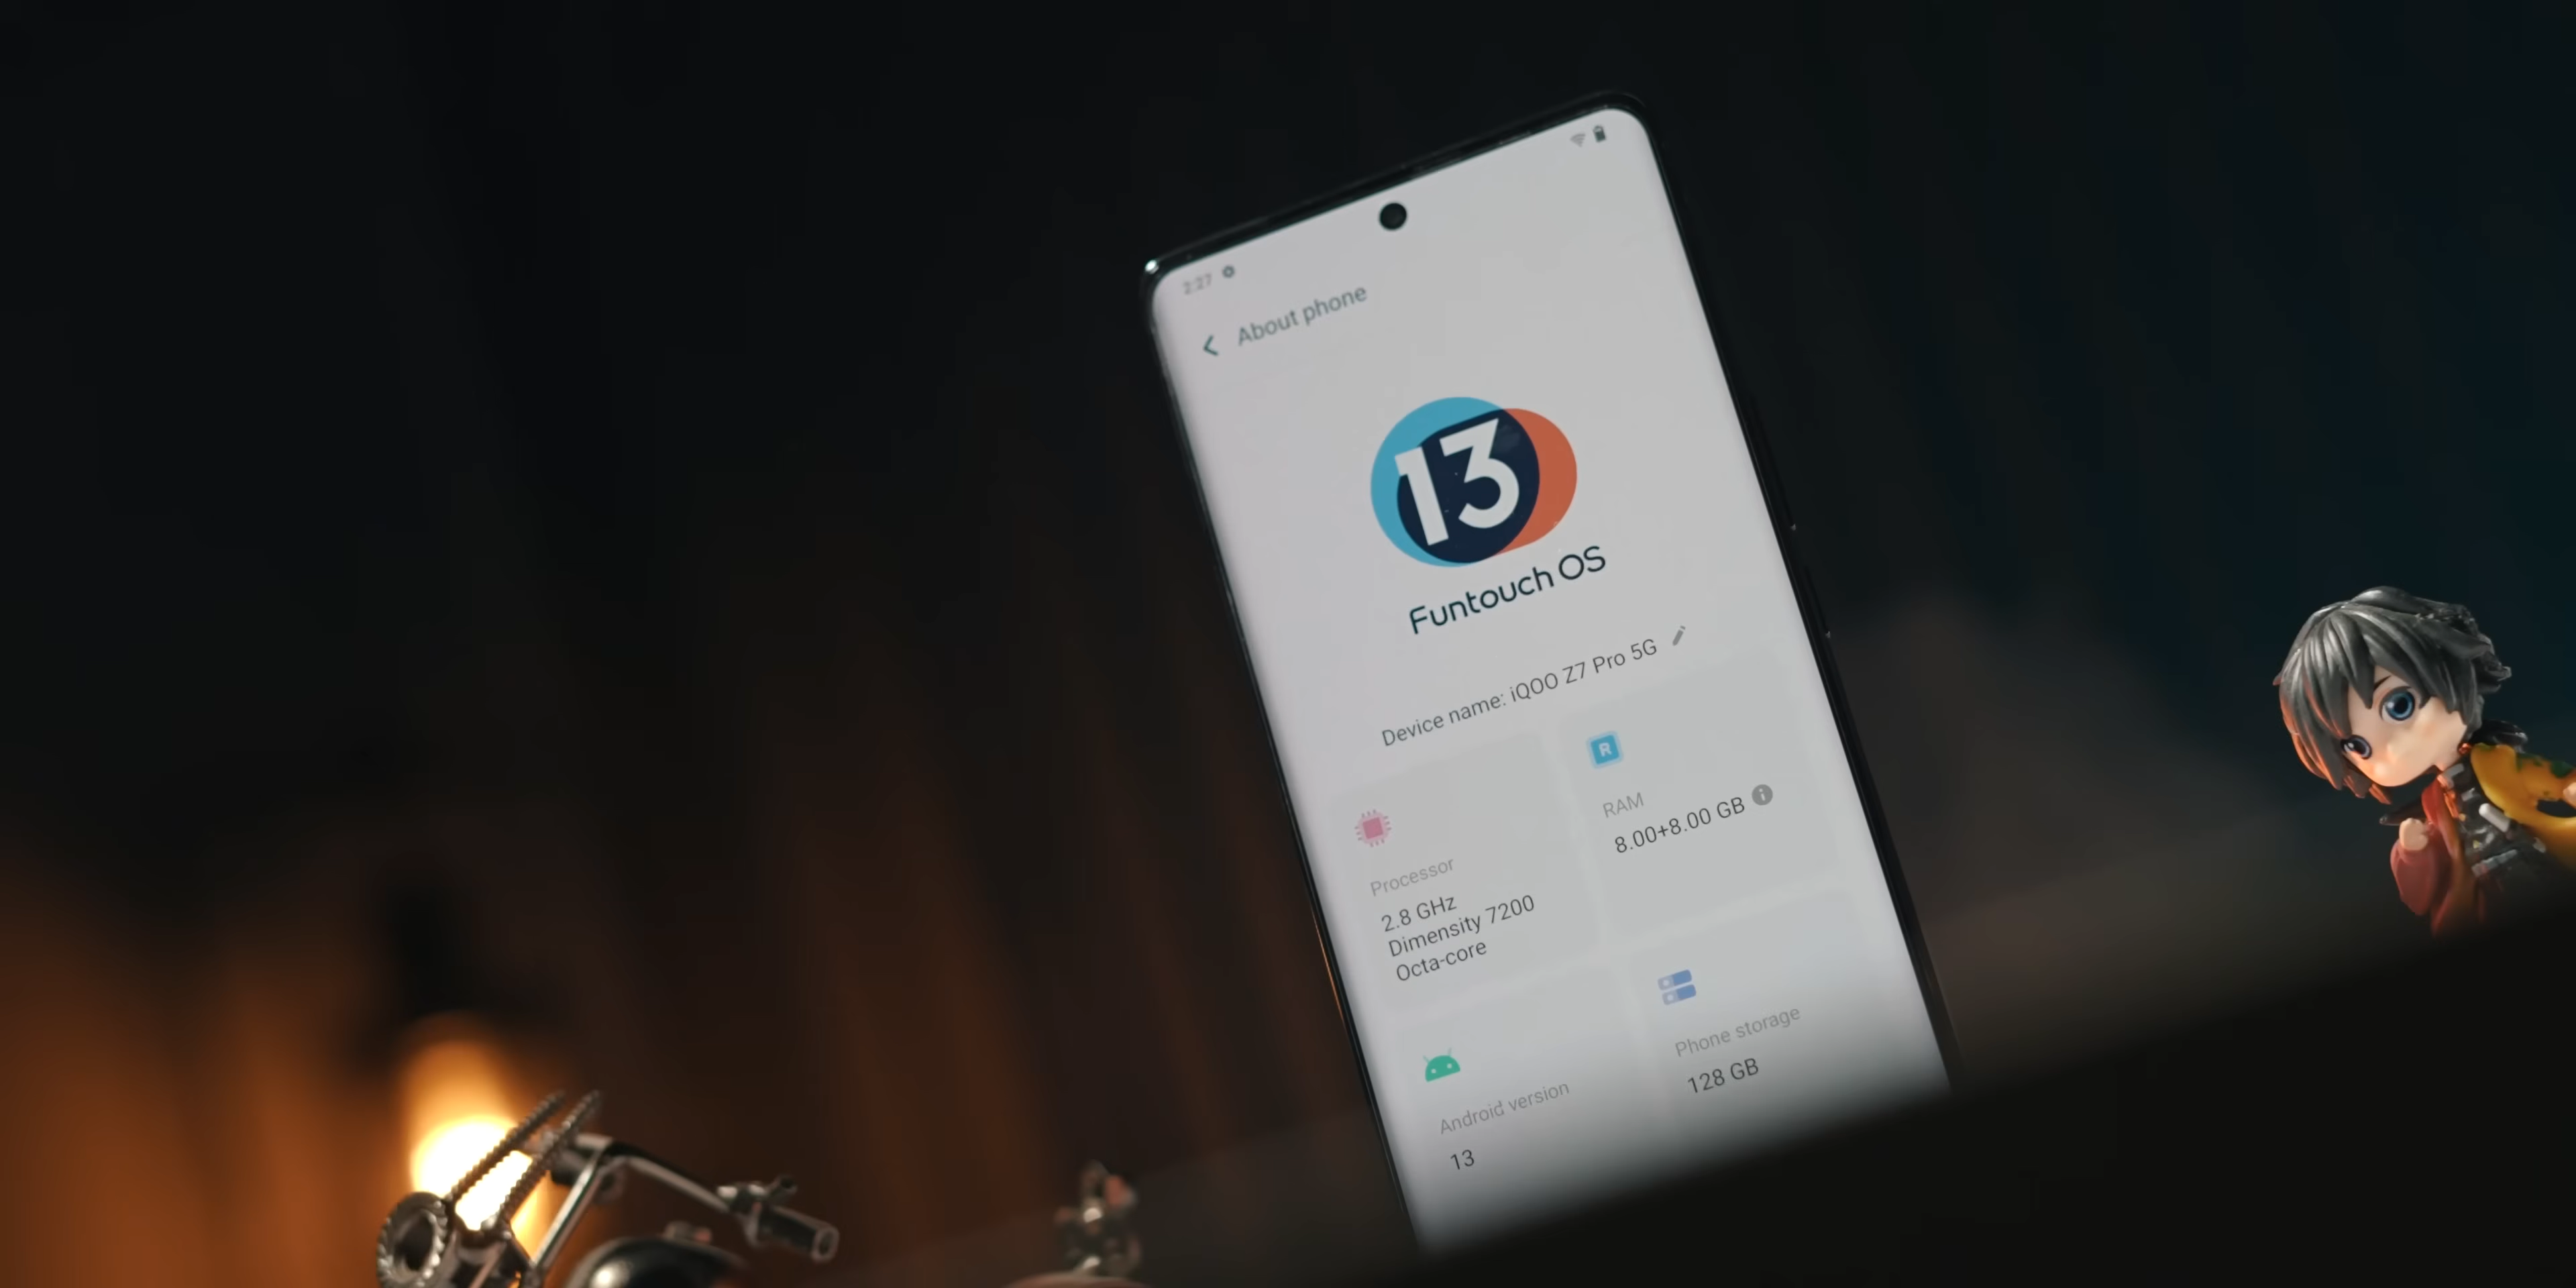 2:27
About phone
13
Funtouch OS
Device name: iQOO Z7 Pro 5G
R
RAM
8.00+8.00 GB
Processor
2.8 GHz
Dimensity 7200
Octa-core
Phone storage
128 GB
Android version
13